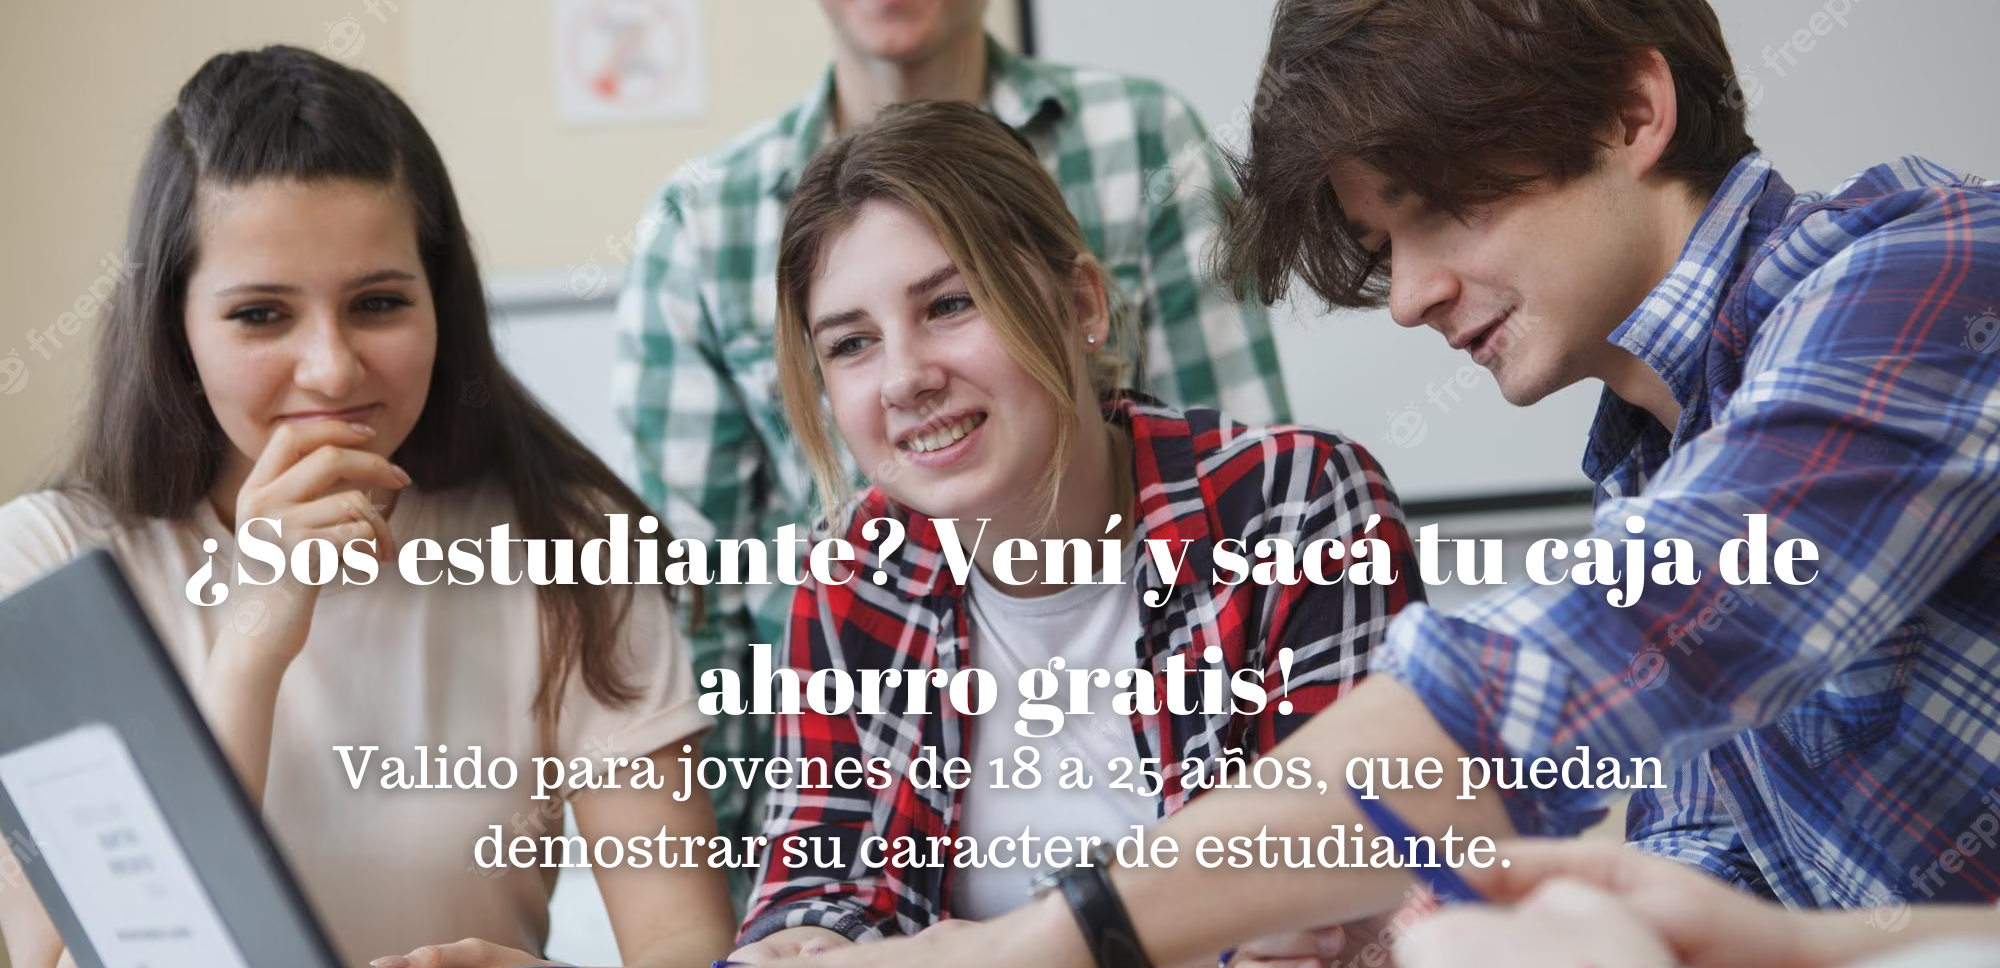 ¿Sos estudiante? Vení y sacá tu caja de
ahorro gratis!
Valido para jovenes de 18 a 25 años, que puedan
demostrar su caracter de estudiante.
freepik